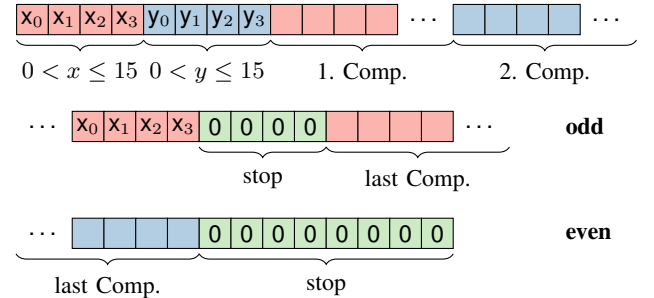 x₀ x₁ x₂ x₃ y₀ y₁ y₂ y₃ ··· ···
0 < x ≤ 15 0 < y ≤ 15 1. Comp. 2. Comp.
··· x₀ x₁ x₂ x₃ 0 0 0 0 ··· odd
stop last Comp.
··· 0 0 0 0 0 0 0 0 even
last Comp. stop